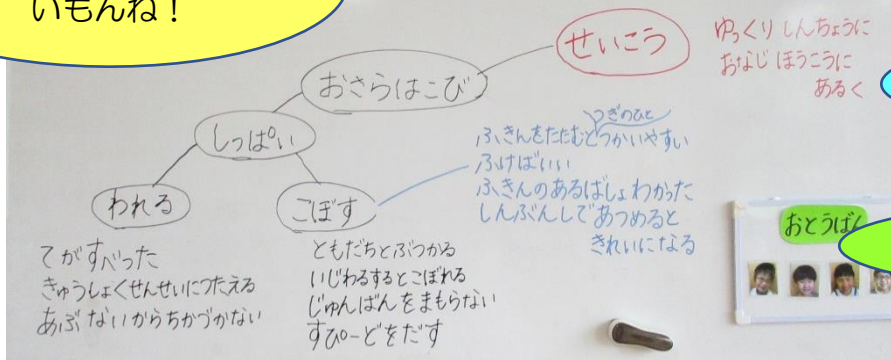 いもんね！
せいこう
ゆっくり しんちょうに
おなじ ほうこうに
あるく
おさらはこび
しっぱい
つぎのひと
ふきんをたたむとつかいやすい
ふけばいい
ふきんのあるばしょわかった
しんぶんしであつめると
きれいになる
われる
こぼす
てがすべった
きゅうしょくせんせいにつたえる
あぶないからちかづかない
ともだちとぶつかる
いじわるするとこぼれる
じゅんばんをまもらない
すぴーどをだす
おとうばん